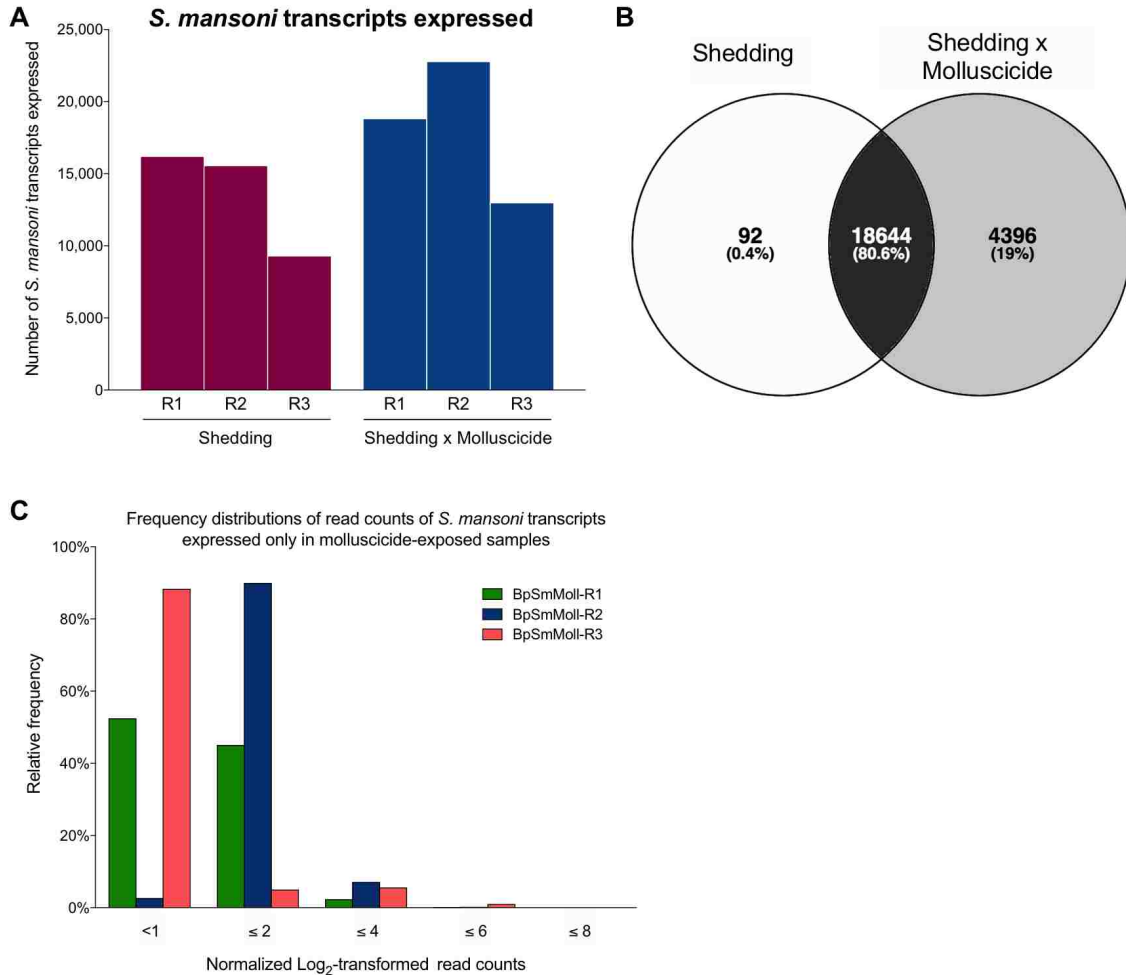 A
S. mansoni transcripts expressed
Number of S. mansoni transcripts expressed
25,000
20,000
15,000
10,000
5,000
0
R1 R2 R3 R1 R2 R3
Shedding Shedding x Molluscicide
B
Shedding
Shedding x
Molluscicide
92
(0.4%)
18644
(80.6%)
4396
(19%)
C
Frequency distributions of read counts of S. mansoni transcripts
expressed only in molluscicide-exposed samples
Relative frequency
100%
80%
60%
40%
20%
0%
BpSmMoll-R1
BpSmMoll-R2
BpSmMoll-R3
<1 ≤ 2 ≤ 4 ≤ 6 ≤ 8
Normalized Log₂-transformed read counts